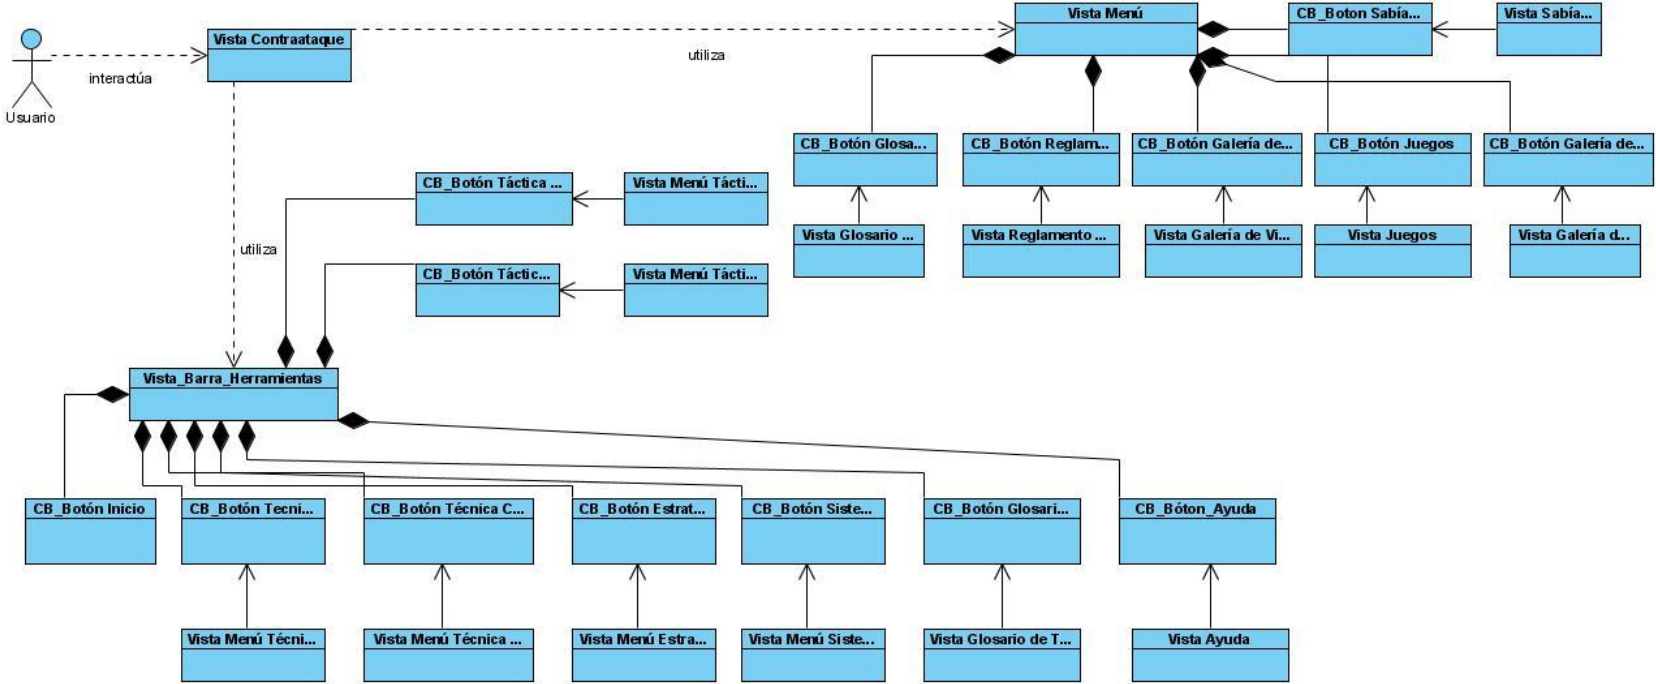 Vista Menú
CB_Boton Sabía...
Vista Sabía...
Vista Contraataque
utiliza
interactúa
Usuario
CB_Botón Glosa...
CB_Botón Reglam...
CB_Botón Galería de...
CB_Botón Juegos
CB_Botón Galería de...
CB_Botón Táctica ...
Vista Menú Tácti...
Vista Glosario ...
Vista Reglamento ...
Vista Galería de Vi...
Vista Juegos
Vista Galería d...
utiliza
CB_Botón Táctic...
Vista Menú Tácti...
Vista_Barra_Herramientas
CB_Botón Inicio
CB_Botón Tecni...
CB_Botón Técnica C...
CB_Botón Estrat...
CB_Botón Siste...
CB_Botón Glosari...
CB_Bóton_Ayuda
Vista Menú Técni...
Vista Menú Técnica ...
Vista Menú Estra...
Vista Menú Siste...
Vista Glosario de T...
Vista Ayuda